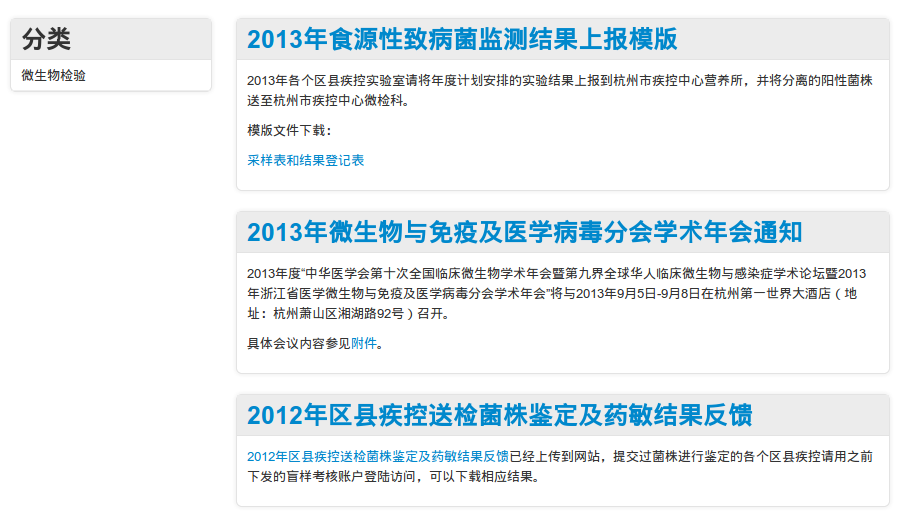 分类
微生物检验
2013年食源性致病菌监测结果上报模版
2013年各个区县疾控实验室请将年度计划安排的实验结果上报到杭州市疾控中心营养所，并将分离的阳性菌株
送至杭州市疾控中心微检科。
模版文件下载：
采样表和结果登记表
2013年微生物与免疫及医学病毒分会学术年会通知
2013年度“中华医学会第十次全国临床微生物学术年会暨第九界全球华人临床微生物与感染症学术论坛暨2013
年浙江省医学微生物与免疫及医学病毒分会学术年会”将与2013年9月5日-9月8日在杭州第一世界大酒店（地
址：杭州萧山区湘湖路92号）召开。
具体会议内容参见附件。
2012年区县疾控送检菌株鉴定及药敏结果反馈
2012年区县疾控送检菌株鉴定及药敏结果反馈已经上传到网站，提交过菌株进行鉴定的各个区县疾控请用之前
下发的盲样考核账户登陆访问，可以下载相应结果。